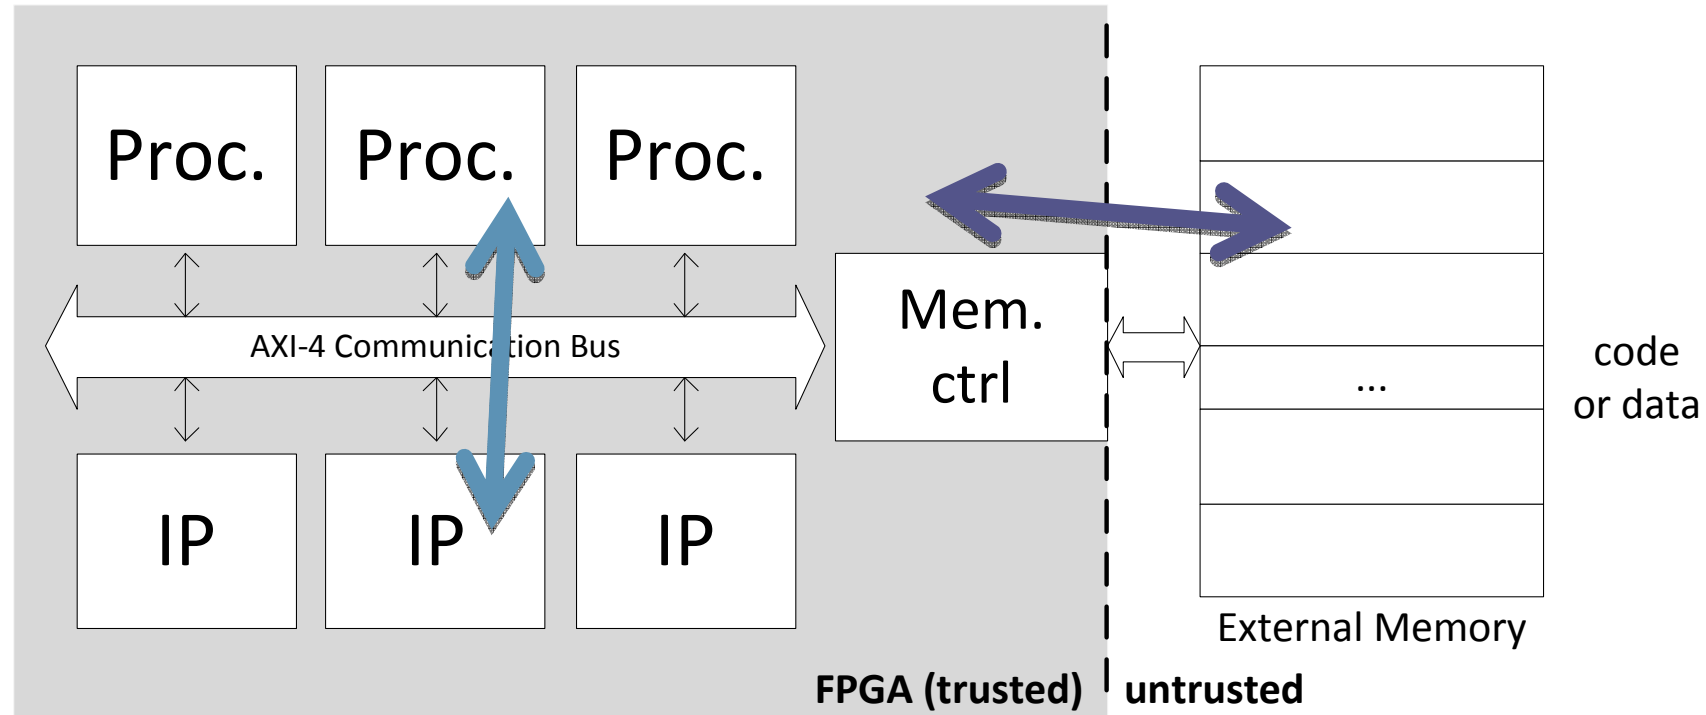 Proc.
Proc.
Proc.
Mem.
ctrl
AXI-4 Communication Bus
IP
IP
IP
...
code
or data
External Memory
FPGA (trusted)
untrusted